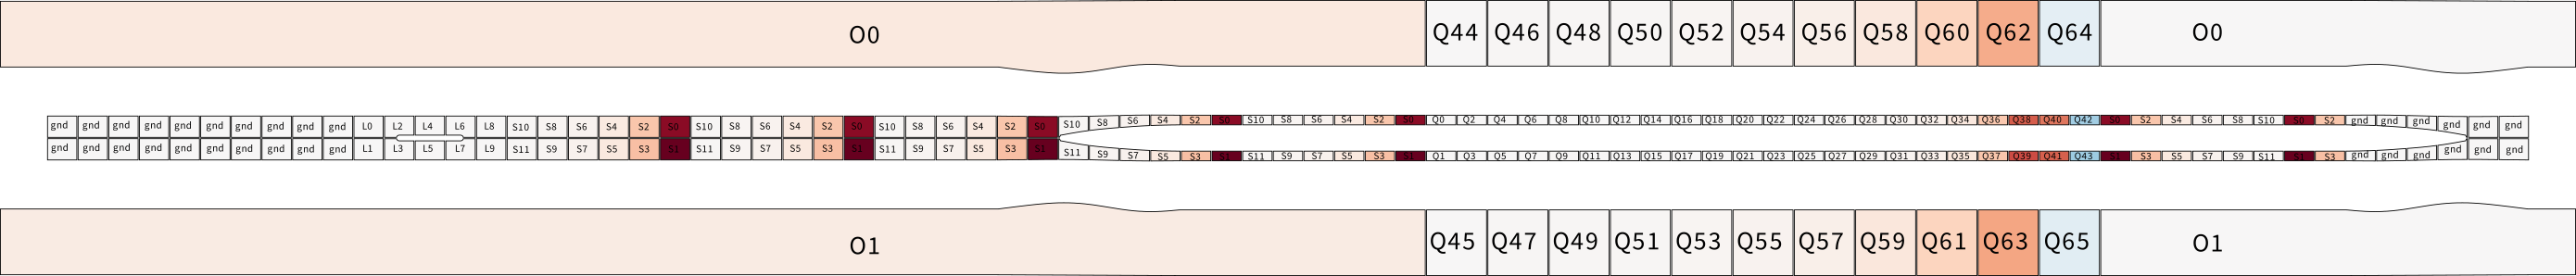 O0 Q44 Q46 Q48 Q50 Q52 Q54 Q56 Q58 Q60 Q62 Q64 O0
gnd gnd gnd gnd gnd gnd gnd gnd gnd gnd L0 L2 L4 L6 L8 S10 S8 S6 S4 S2 S0 S10 S8 S6 S4 S2 S0 S10 S8 S6 S4 S2 S0 S10 S8 S6 S4 S2 S0 S10 S8 S6 S4 S2 S0 Q0 Q2 Q4 Q6 Q8 Q10 Q12 Q14 Q16 Q18 Q20 Q22 Q24 Q26 Q28 Q30 Q32 Q34 Q36 Q38 Q40 Q42 S0 S2 S4 S6 S8 S10 S0 S2 gnd gnd gnd gnd gnd gnd
gnd gnd gnd gnd gnd gnd gnd gnd gnd gnd L1 L3 L5 L7 L9 S11 S9 S7 S5 S3 S1 S11 S9 S7 S5 S3 S1 S11 S9 S7 S5 S3 S1 S11 S9 S7 S5 S3 S1 S11 S9 S7 S5 S3 S1 Q1 Q3 Q5 Q7 Q9 Q11 Q13 Q15 Q17 Q19 Q21 Q23 Q25 Q27 Q29 Q31 Q33 Q35 Q37 Q39 Q41 Q43 S1 S3 S5 S7 S9 S11 S1 S3 gnd gnd gnd gnd gnd gnd
O1 Q45 Q47 Q49 Q51 Q53 Q55 Q57 Q59 Q61 Q63 Q65 O1